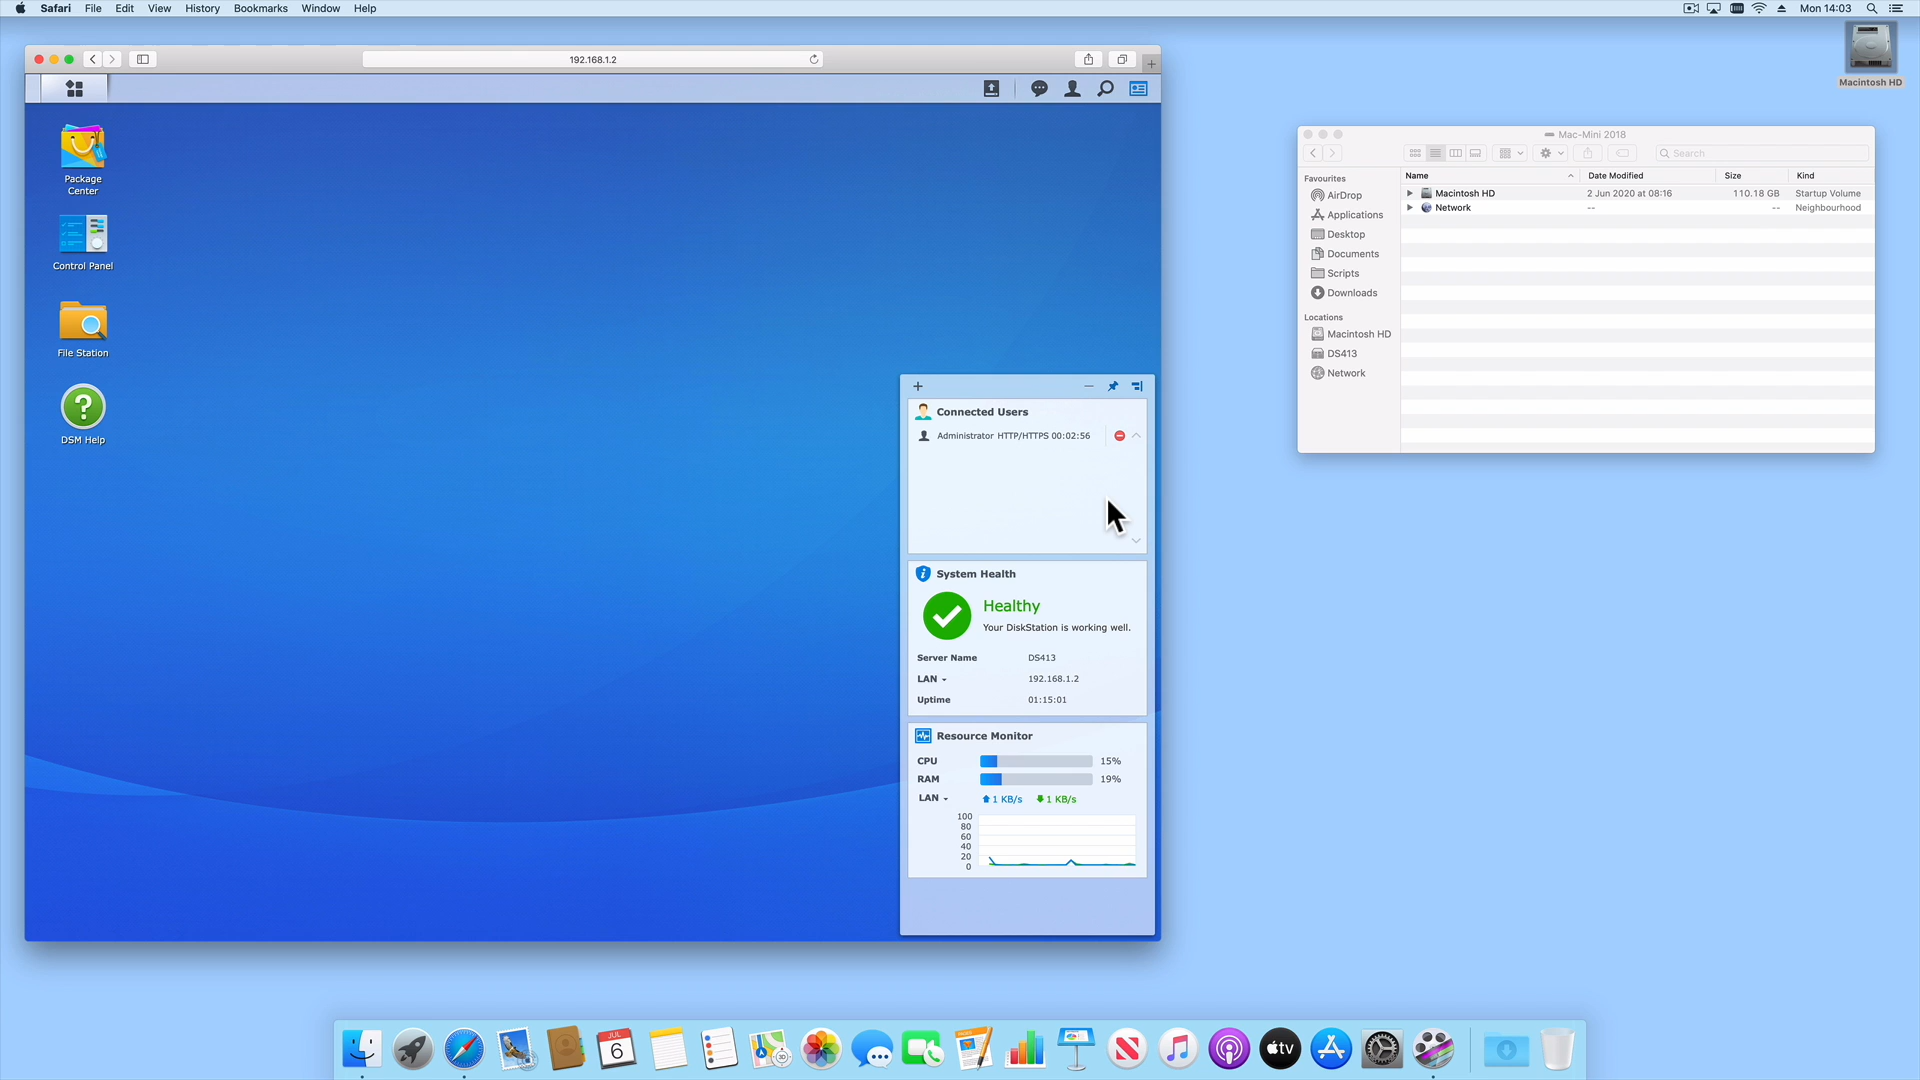 Safari File Edit View History Bookmarks Window Help
Mon 14:03
Macintosh HD
192.168.1.2
Package
Center
Control Panel
File Station
DSM Help
Connected Users
Administrator HTTP/HTTPS 00:02:56
System Health
Healthy
Your DiskStation is working well.
Server Name DS413
LAN 192.168.1.2
Uptime 01:15:01
Resource Monitor
CPU 15%
RAM 19%
LAN 1 KB/s 1 KB/s
100
80
60
40
20
0
Mac-Mini 2018
Search
Favourites
AirDrop
Applications
Desktop
Documents
Scripts
Downloads
Locations
Macintosh HD
DS413
Network
Name Date Modified Size Kind
Macintosh HD 2 Jun 2020 at 08:16 110.18 GB Startup Volume
Network -- -- Neighbourhood
JUL
6
3D
tv